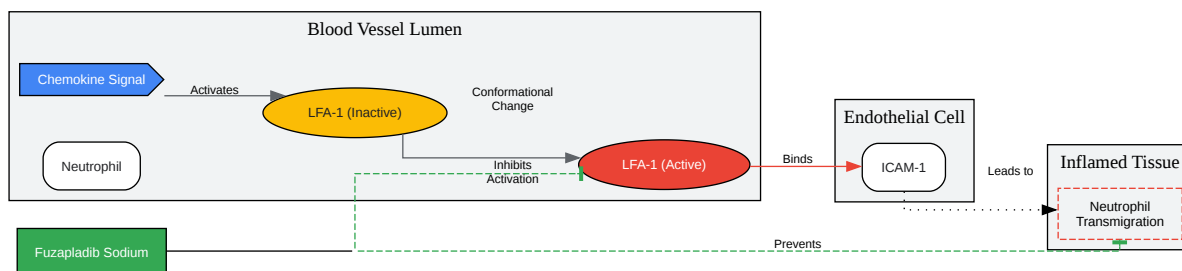 Blood Vessel Lumen
Chemokine Signal
Activates
LFA-1 (Inactive)
Conformational
Change
Neutrophil
Inhibits
Activation
LFA-1 (Active)
Binds
Endothelial Cell
ICAM-1
Leads to
Inflamed Tissue
Neutrophil
Transmigration
Fuzapladib Sodium
Prevents